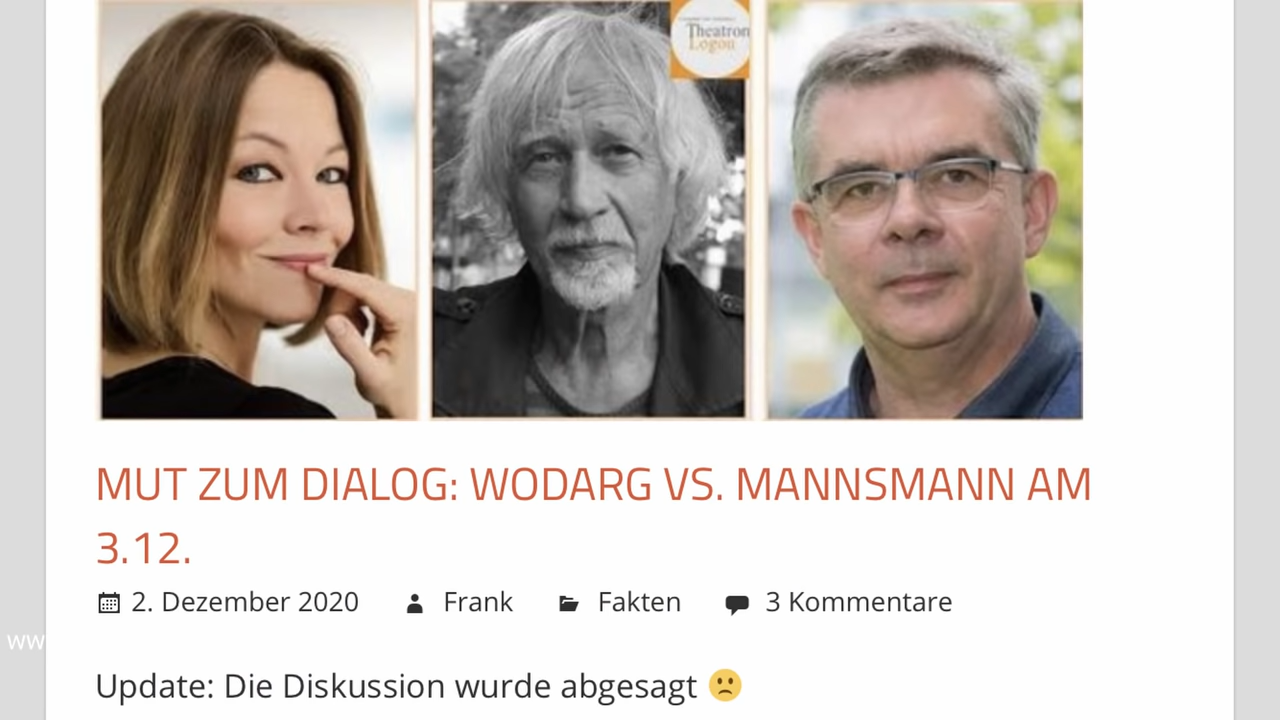 Theatron
Logou
MUT ZUM DIALOG: WODARG VS. MANNSMANN AM
3.12.
2. Dezember 2020 Frank Fakten 3 Kommentare
ww
Update: Die Diskussion wurde abgesagt 🙁